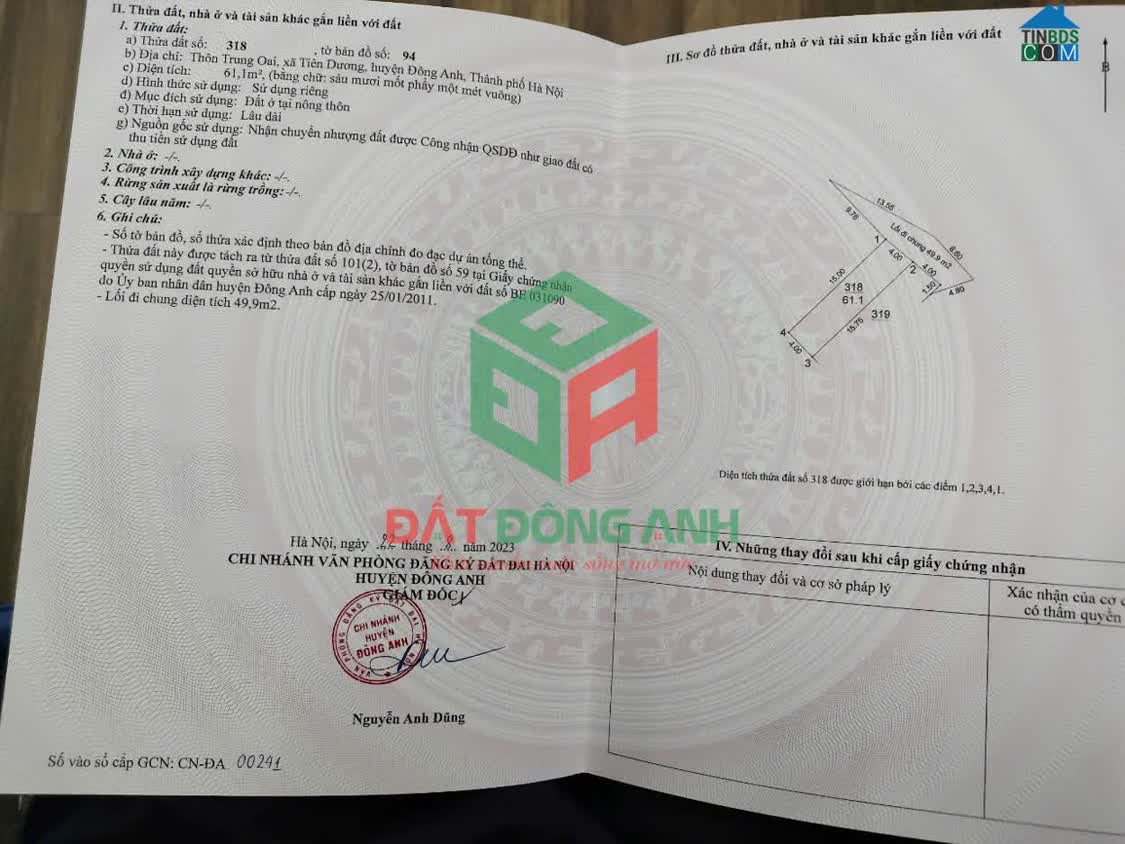 II. Thửa đất, nhà ở và tài sản khác gắn liền với đất
1. Thửa đất:
a) Thửa đất số: 318 , tờ bản đồ số: 94
b) Địa chỉ: Thôn Trung Oai, xã Tiên Dương, huyện Đông Anh, Thành phố Hà Nội
c) Diện tích: 61,1m², (bằng chữ: sáu mươi mốt phẩy một mét vuông)
d) Hình thức sử dụng: Sử dụng riêng
đ) Mục đích sử dụng: Đất ở tại nông thôn
e) Thời hạn sử dụng: Lâu dài
g) Nguồn gốc sử dụng: Nhận chuyển nhượng đất được Công nhận QSDĐ như giao đất có
thu tiền sử dụng đất
2. Nhà ở: -/-.
3. Công trình xây dựng khác: -/-.
4. Rừng sản xuất là rừng trồng: -/-.
5. Cây lâu năm: -/-.
6. Ghi chú:
- Số tờ bản đồ, số thửa xác định theo bản đồ địa chính đo đạc dự án tổng thể.
- Thửa đất này được tách ra từ thửa đất số 101(2), tờ bản đồ số 59 tại Giấy chứng nhận
quyền sử dụng đất quyền sở hữu nhà ở và tài sản khác gắn liền với đất số BE 031090
do Ủy ban nhân dân huyện Đông Anh cấp ngày 25/01/2011.
- Lối đi chung diện tích 49,9m2.
Hà Nội, ngày tháng năm 2023
CHI NHÁNH VĂN PHÒNG ĐĂNG KÝ ĐẤT ĐAI HÀ NỘI
HUYỆN ĐÔNG ANH
GIÁM ĐỐC
VĂN PHÒNG ĐĂNG KÝ ĐẤT ĐAI HÀ NỘI
CHI NHÁNH
HUYỆN
ĐÔNG ANH
Nguyễn Anh Dũng
Số vào sổ cấp GCN: CN-ĐA 00241
ĐẤT ĐÔNG ANH
III. Sơ đồ thửa đất, nhà ở và tài sản khác gắn liền với đất
TINBDS
COM
B
13.55
9.76
Lối đi chung 49.9 m2
6.60
1
4.00
2
4.00
1.50
4.80
15.00
318
61.1
319
15.75
4
4.00
3
Diện tích thửa đất số 318 được giới hạn bởi các điểm 1,2,3,4,1.
IV. Những thay đổi sau khi cấp giấy chứng nhận
Nội dung thay đổi và cơ sở pháp lý
Xác nhận của cơ
có thẩm quyền